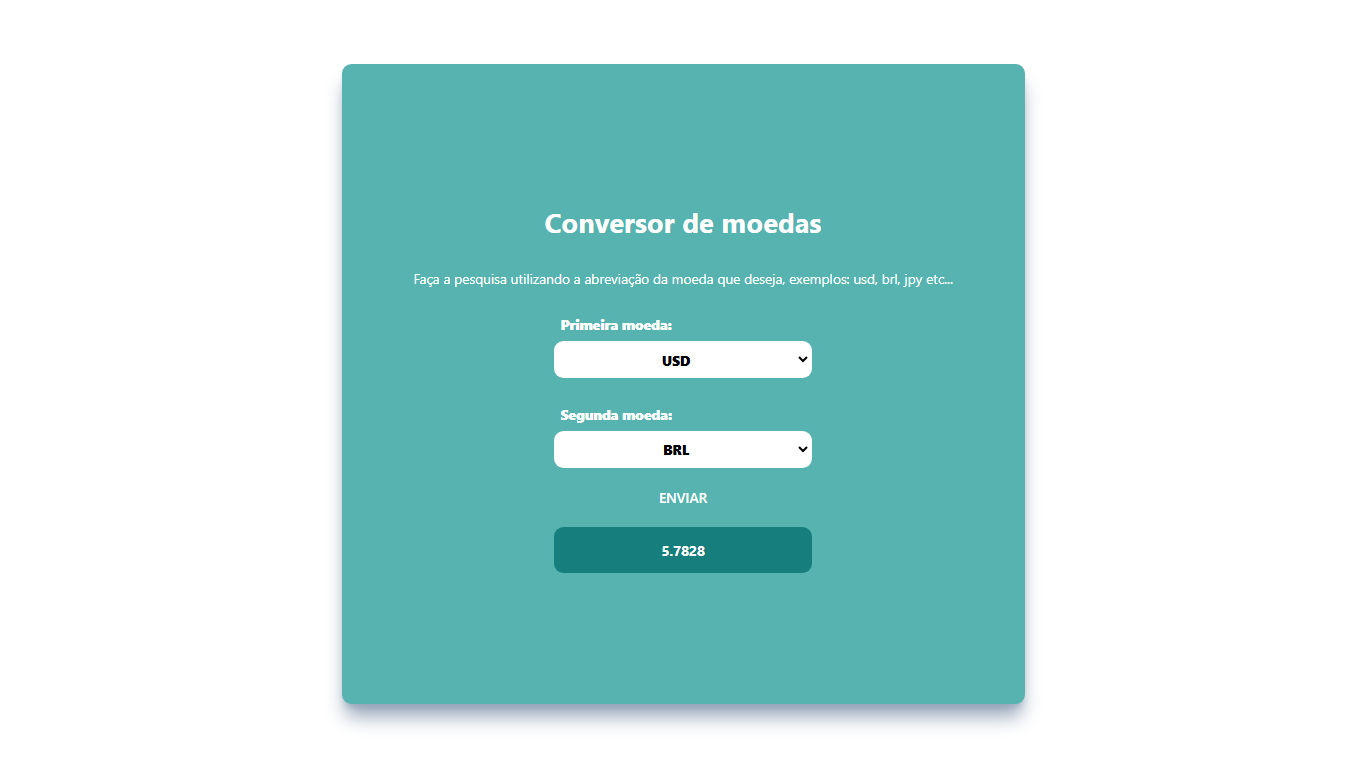 Conversor de moedas
Faça a pesquisa utilizando a abreviação da moeda que deseja, exemplos: usd, brl, jpy etc...
Primeira moeda:
USD
Segunda moeda:
BRL
ENVIAR
5.7828